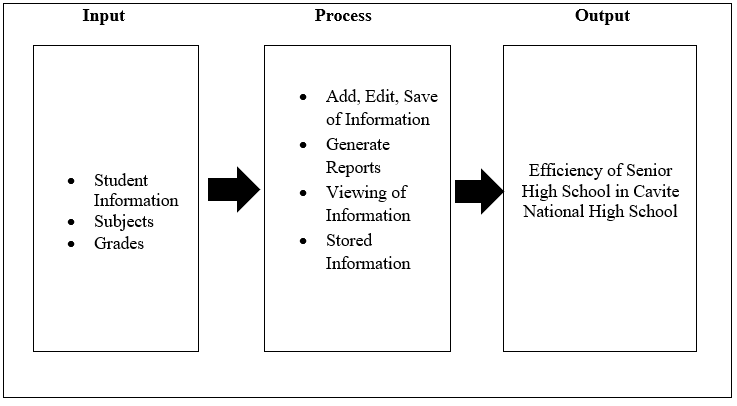 Input
Process
Output
• Student
Information
• Subjects
• Grades
• Add, Edit, Save
of Information
• Generate
Reports
• Viewing of
Information
• Stored
Information
Efficiency of Senior
High School in Cavite
National High School